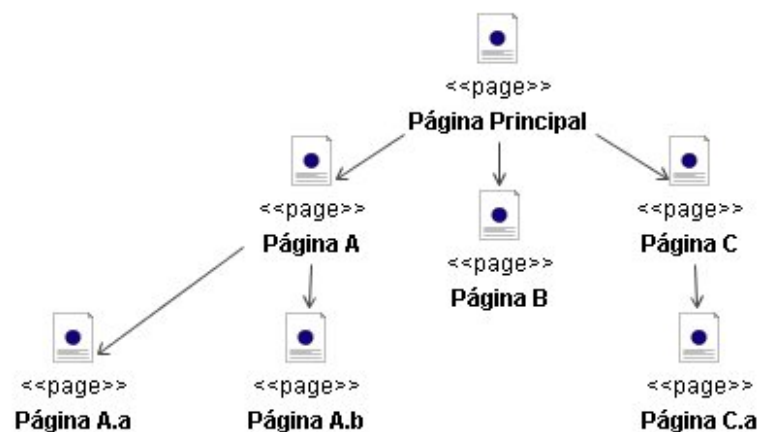 <<page>>
Página Principal
<<page>>
Página A
<<page>>
Página B
<<page>>
Página C
<<page>>
Página A.a
<<page>>
Página A.b
<<page>>
Página C.a